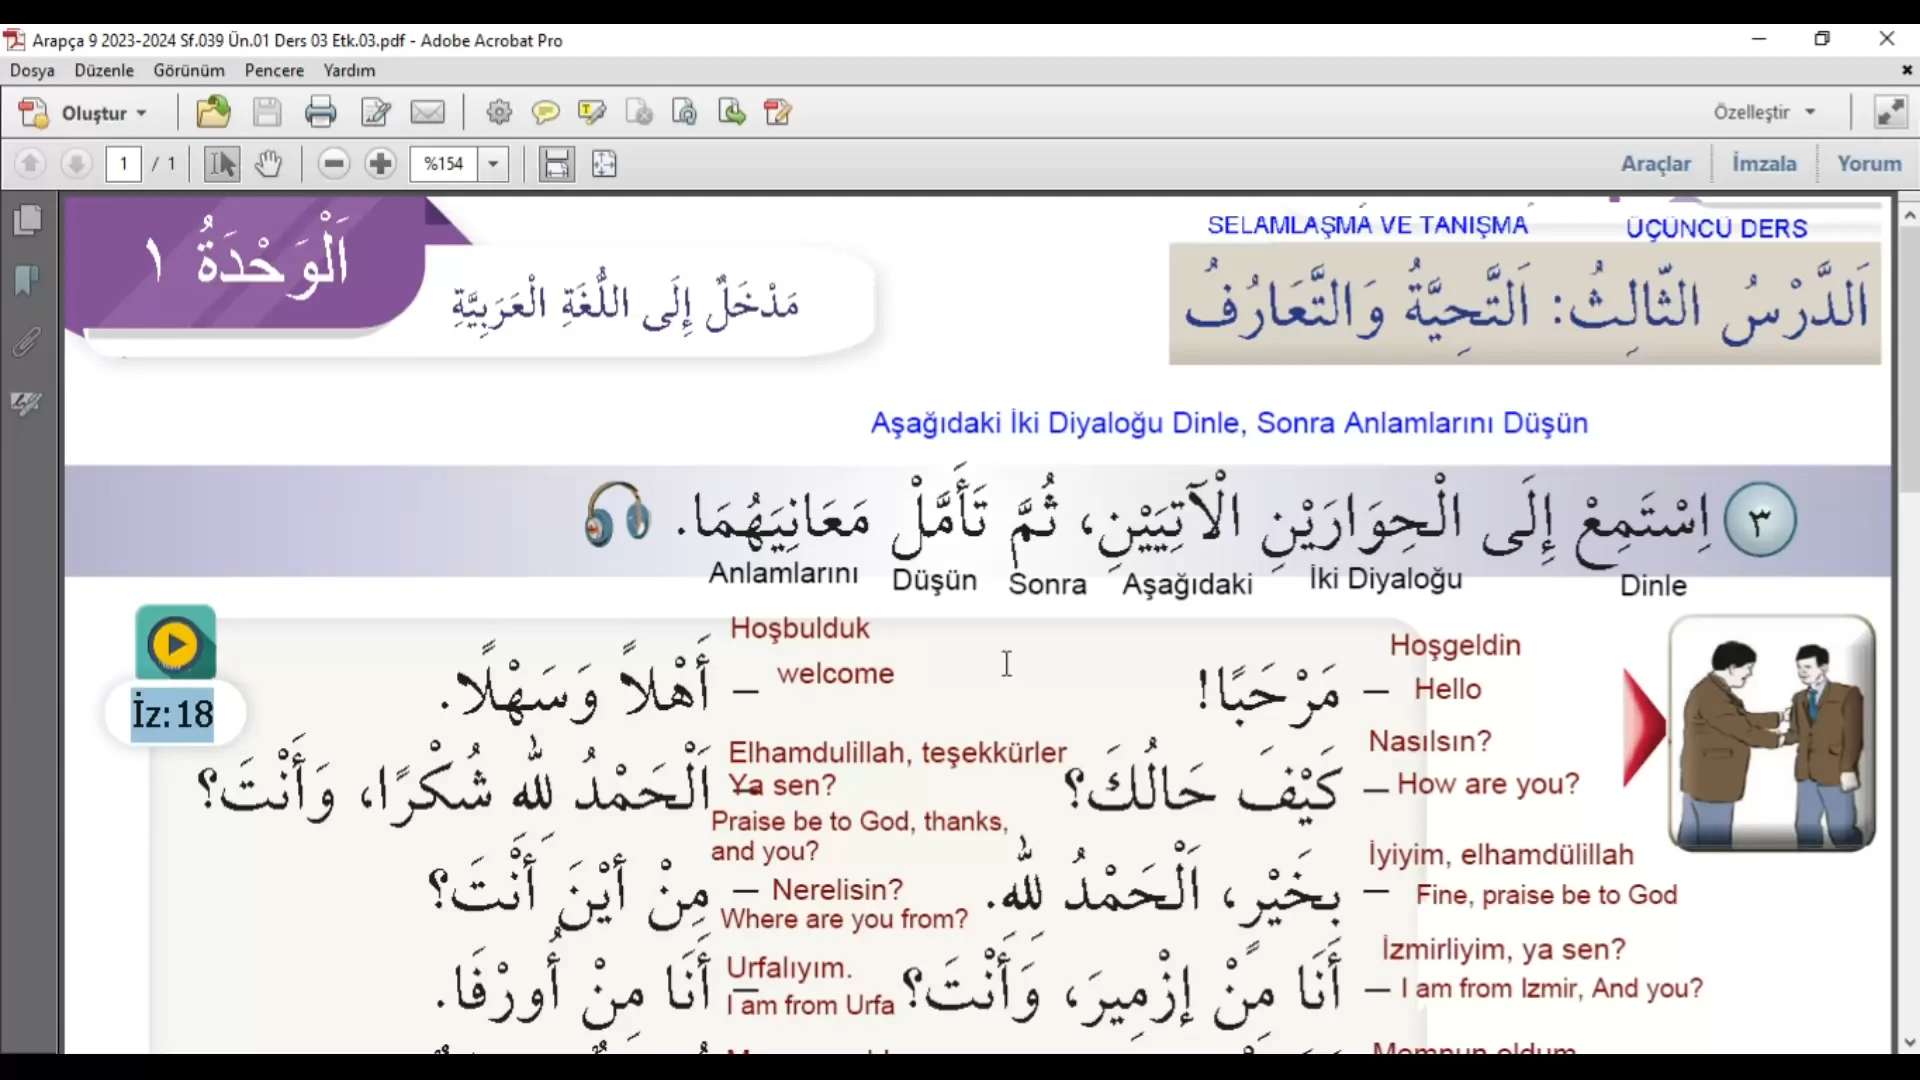 Arapça 9 2023-2024 Sf.039 Ün.01 Ders 03 Etk.03.pdf - Adobe Acrobat Pro
Dosya Düzenle Görünüm Pencere Yardım
Oluştur Özelleştir
1 / 1 %154 Araçlar İmzala Yorum
SELAMLAŞMA VE TANIŞMA ÜÇÜNCÜ DERS
اَلْوَحْدَةُ ١
مَدْخَلٌ إِلَى اللُّغَةِ الْعَرَبِيَّةِ
اَلدَّرْسُ الثَّالِثُ: اَلتَّحِيَّةُ وَالتَّعَارُفُ
Aşağıdaki İki Diyaloğu Dinle, Sonra Anlamlarını Düşün
٣ اِسْتَمِعْ إِلَى الْحِوَارَيْنِ الْآتِيَيْنِ، ثُمَّ تَأَمَّلْ مَعَانِيَهُمَا.
Anlamlarını Düşün Sonra Aşağıdaki İki Diyaloğu Dinle
İz:18
Hoşgeldin
Hello
– مَرْحَبًا!
Hoşbulduk
welcome
– أَهْلاً وَسَهْلاً.
Nasılsın?
How are you?
– كَيْفَ حَالُكَ؟
Elhamdulillah, teşekkürler
Ya sen?
Praise be to God, thanks,
and you?
– اَلْحَمْدُ لِلّٰهِ شُكْرًا، وَأَنْتَ؟
İyiyim, elhamdülillah
Fine, praise be to God
– بِخَيْرٍ، اَلْحَمْدُ لِلّٰهِ.
Nerelisin?
Where are you from?
– مِنْ أَيْنَ أَنْتَ؟
İzmirliyim, ya sen?
I am from Izmir, And you?
– أَنَا مِنْ إِزْمِيرَ، وَأَنْتَ؟
Urfalıyım.
I am from Urfa
– أَنَا مِنْ أُورْفَا.